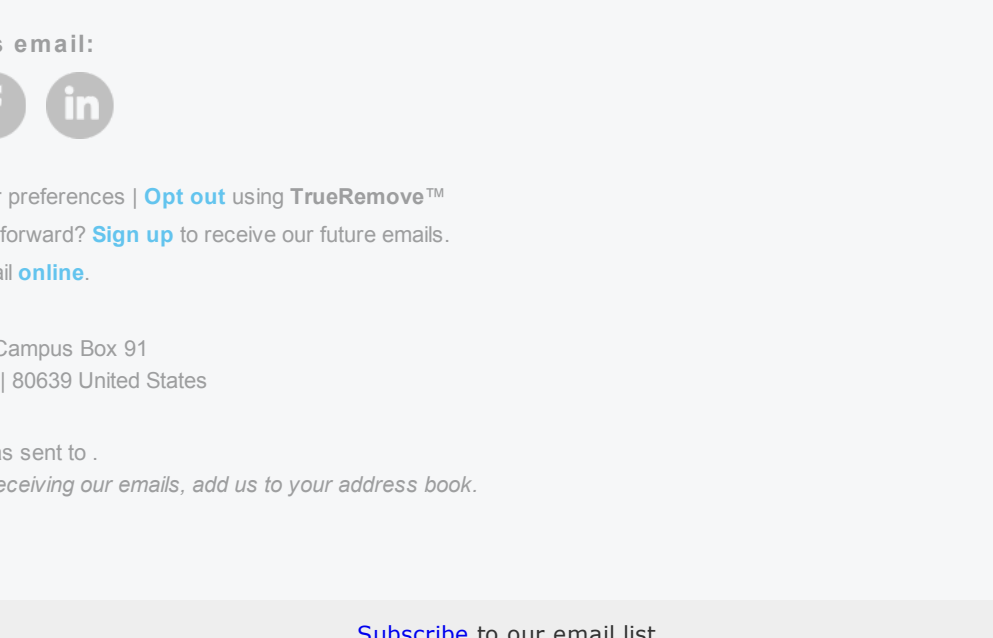 s email:
in
r preferences | Opt out using TrueRemove™
forward? Sign up to receive our future emails.
ail online.
Campus Box 91
| 80639 United States
as sent to .
eceiving our emails, add us to your address book.
Subscribe to our email list